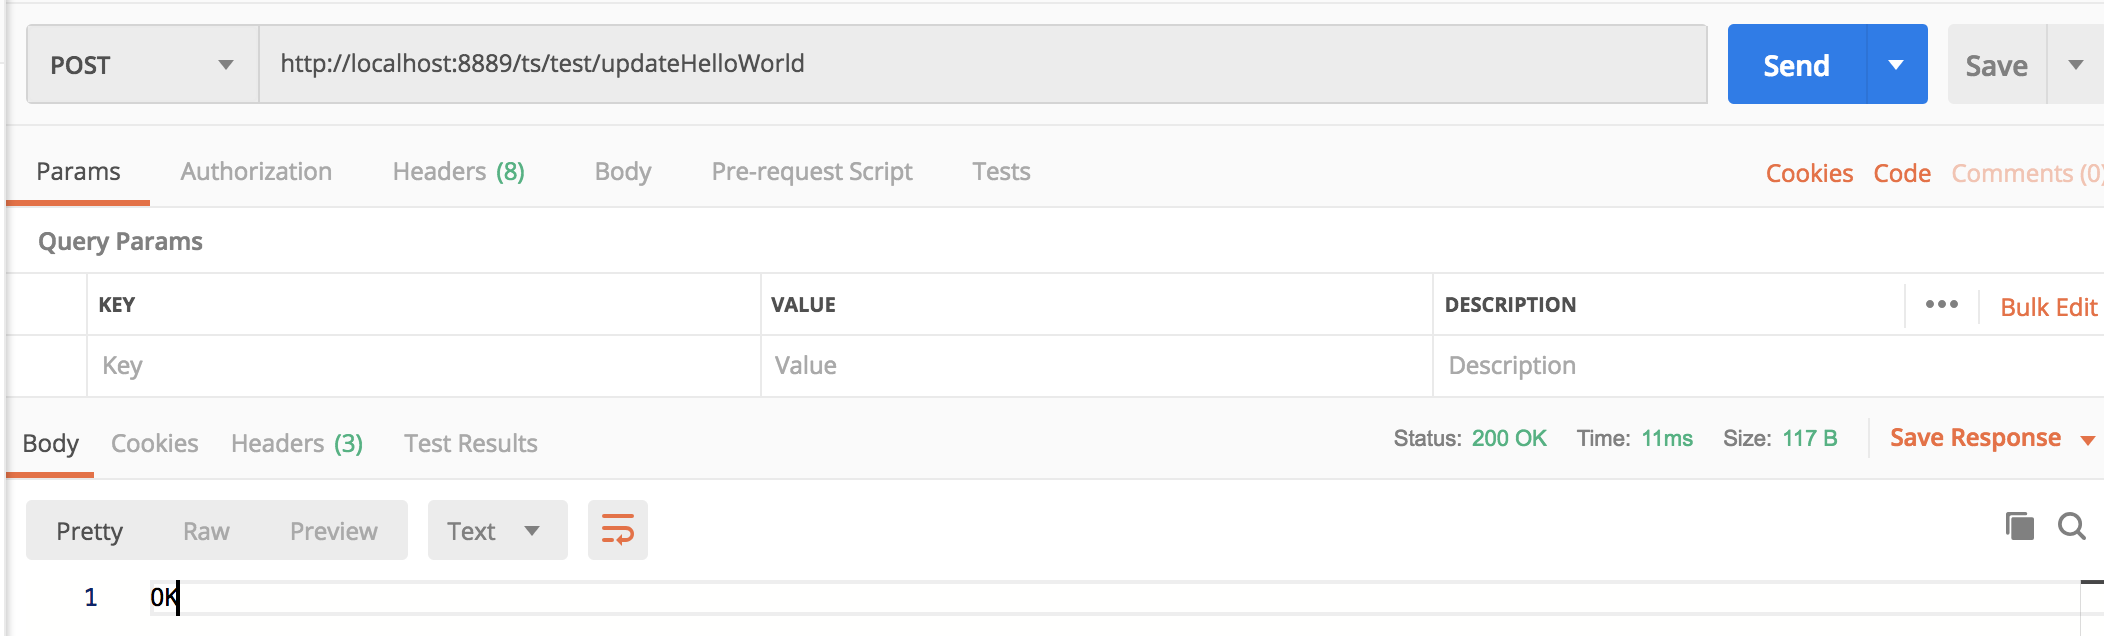 POST http://localhost:8889/ts/test/updateHelloWorld Send Save
Params Authorization Headers (8) Body Pre-request Script Tests Cookies Code Comments (0)
Query Params
KEY VALUE DESCRIPTION ••• Bulk Edit
Key Value Description
Body Cookies Headers (3) Test Results Status: 200 OK Time: 11ms Size: 117 B Save Response
Pretty Raw Preview Text
1 OK